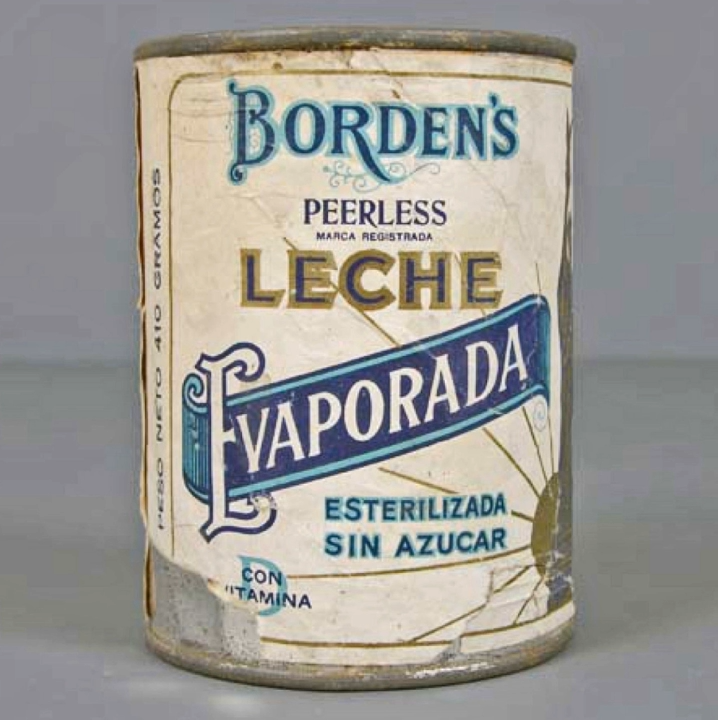 BORDEN'S
PEERLESS
MARCA REGISTRADA
LECHE
EVAPORADA
ESTERILIZADA
SIN AZUCAR
CON
VITAMINA
D
PESO NETO 410 GRAMOS